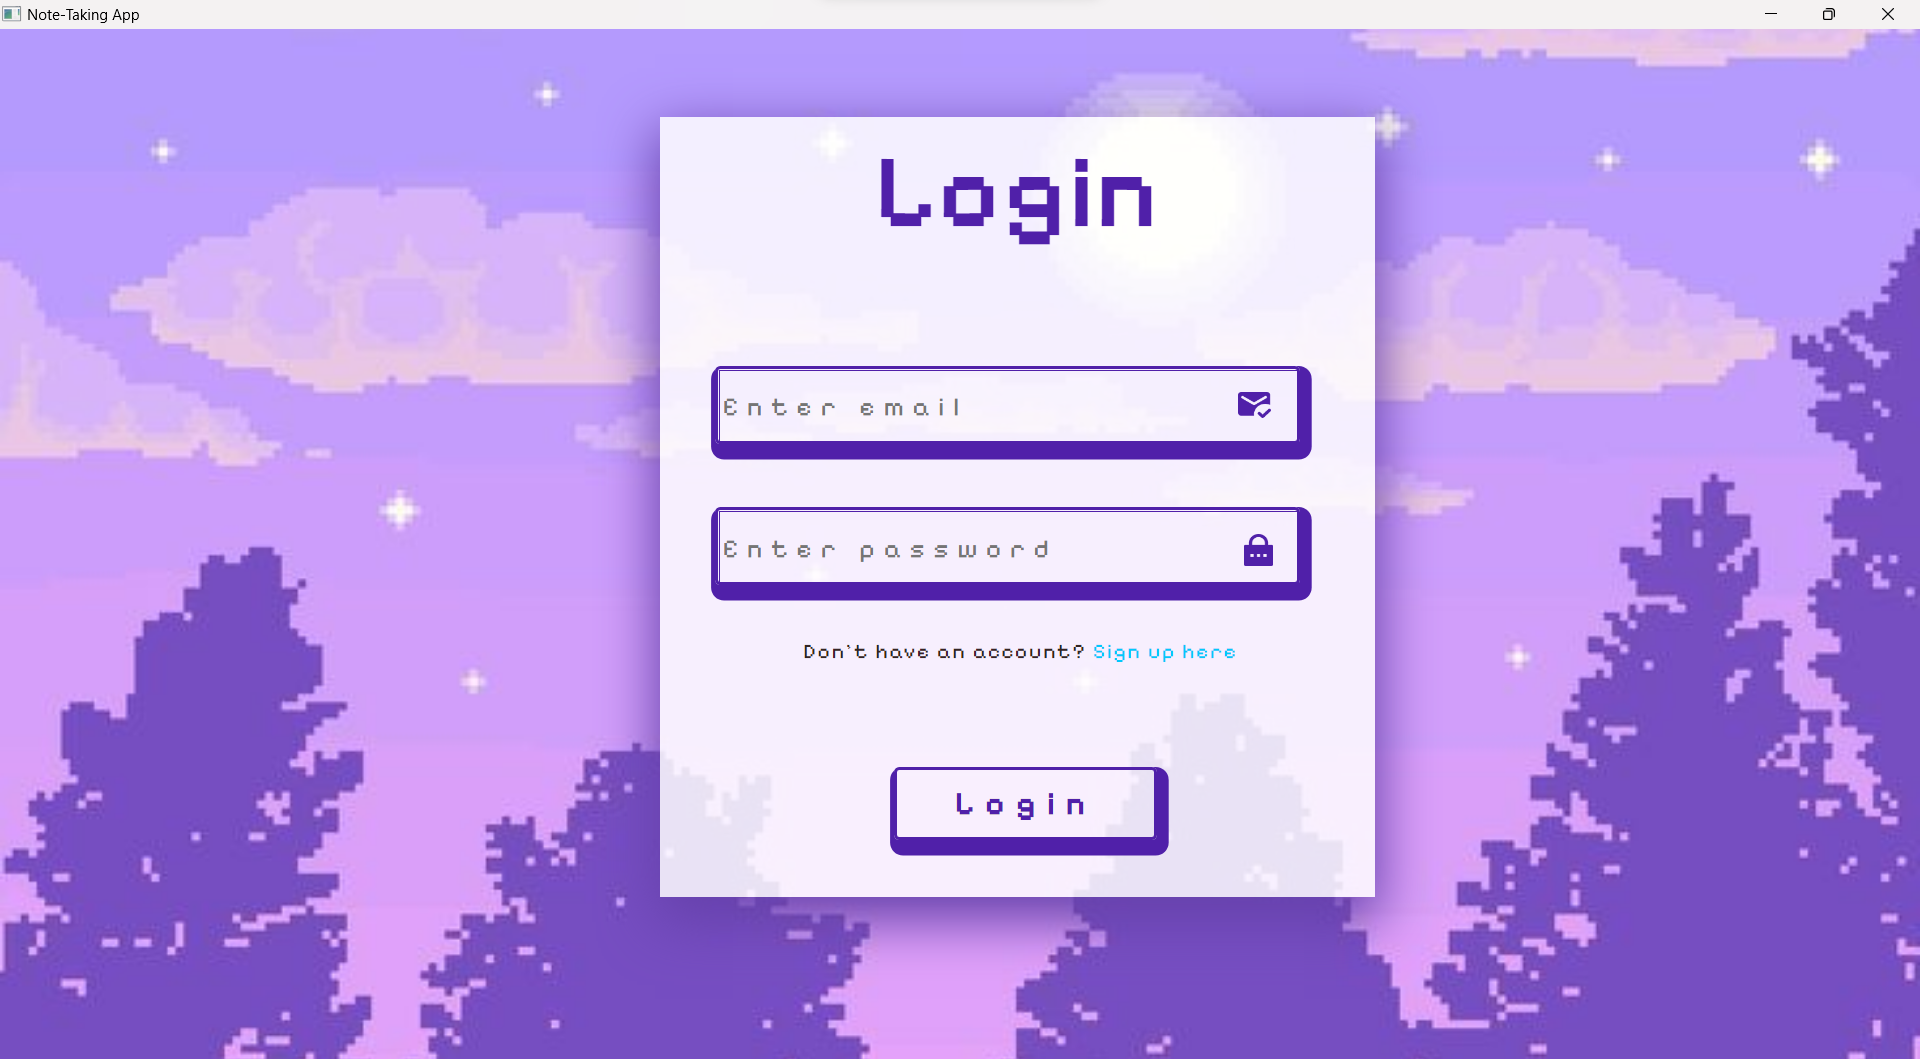 Note-Taking App
Login
Enter email
Enter password
Don't have an account? Sign up here
Login